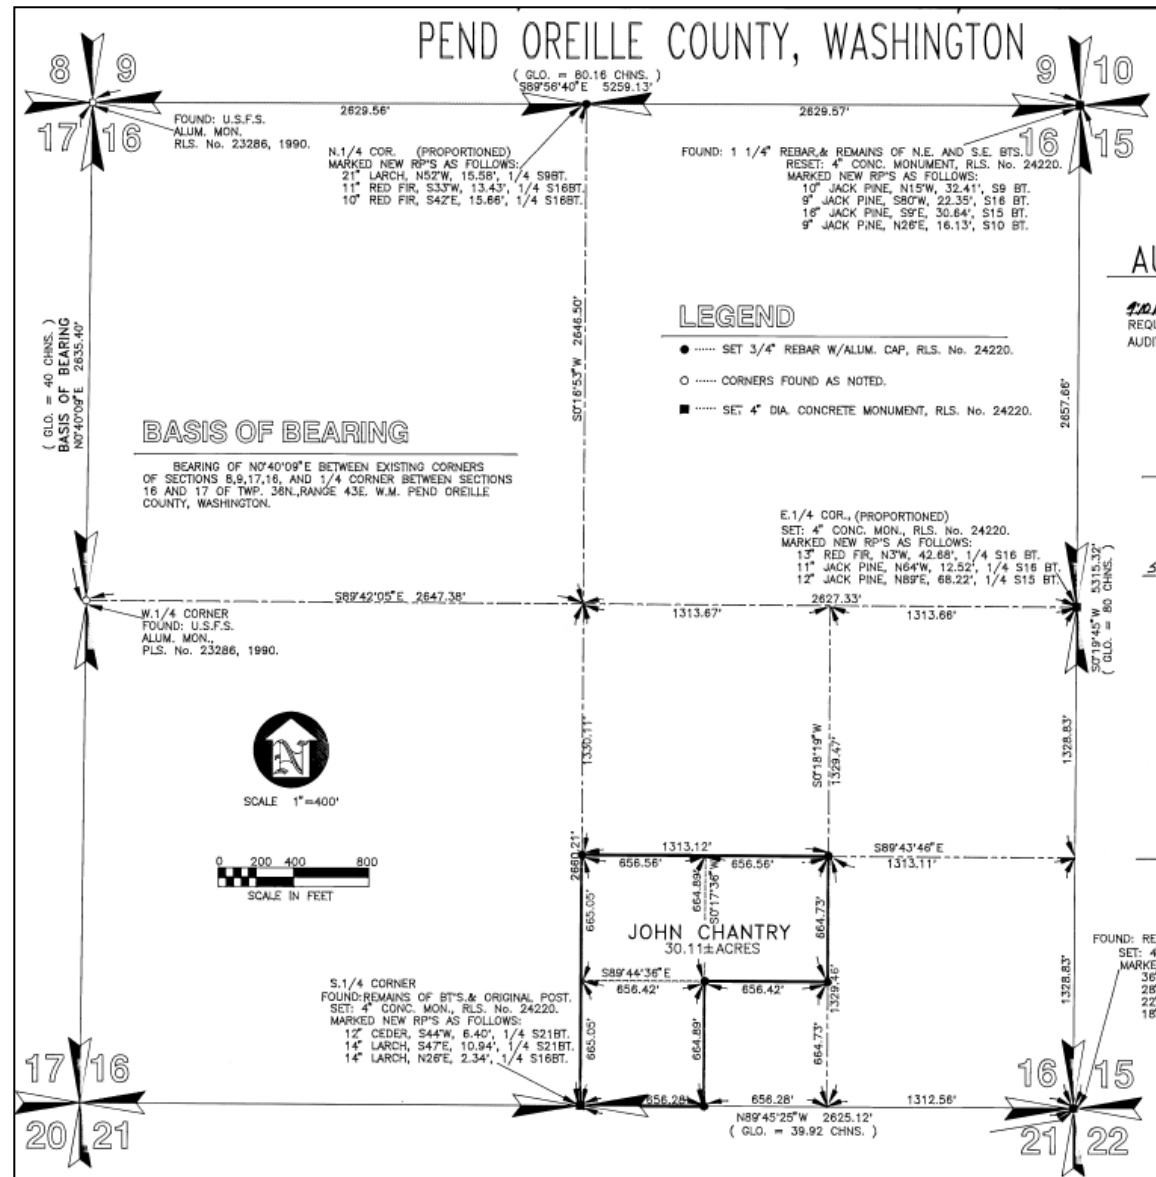 PEND OREILLE COUNTY, WASHINGTON
( GLO. = 80.16 CHNS. )
S89°56'40"E 5259.13'
8 9
17 16
9 10
16 15
2629.56'
2629.57'
FOUND: U.S.F.S.
ALUM. MON.
RLS. No. 23286, 1990.
N.1/4 COR. (PROPORTIONED)
MARKED NEW RP'S AS FOLLOWS:
21" LARCH, N52°W, 15.58', 1/4 S9BT.
11" RED FIR, S33°W, 13.43', 1/4 S16BT.
10" RED FIR, S42°E, 15.66', 1/4 S16BT.
FOUND: 1 1/4" REBAR,& REMAINS OF N.E. AND S.E. BTS.
RESET: 4" CONC. MONUMENT, RLS. No. 24220.
MARKED NEW RP'S AS FOLLOWS:
10" JACK PINE, N15°W, 32.41', S9 BT.
9" JACK PINE, S80°W, 22.35', S16 BT.
16" JACK PINE, S9°E, 30.64', S15 BT.
9" JACK PINE, N26°E, 16.13', S10 BT.
REQU
AUDI
( GLO. = 40 CHNS. )
BASIS OF BEARING
N0°40'09"E 2635.40'
S0°16'53"W 2646.50'
2657.66'
LEGEND
SET 3/4" REBAR W/ALUM. CAP, RLS. No. 24220.
CORNERS FOUND AS NOTED.
SET 4" DIA. CONCRETE MONUMENT, RLS. No. 24220.
BASIS OF BEARING
BEARING OF N0°40'09"E BETWEEN EXISTING CORNERS
OF SECTIONS 8,9,17,16, AND 1/4 CORNER BETWEEN SECTIONS
16 AND 17 OF TWP. 36N.,RANGE 43E. W.M. PEND OREILLE
COUNTY, WASHINGTON.
E.1/4 COR., (PROPORTIONED)
SET: 4" CONC. MON., RLS. No. 24220.
MARKED NEW RP'S AS FOLLOWS:
13" RED FIR, N3°W, 42.68', 1/4 S16 BT.
11" JACK PINE, N64°W, 12.52', 1/4 S16 BT.
12" JACK PINE, N89°E, 68.22', 1/4 S15 BT.
S0°19'45"W 5315.32'
( GLO. = 80 CHNS. )
S89°42'05"E 2647.38'
2627.33'
1313.67'
1313.66'
W.1/4 CORNER
FOUND: U.S.F.S.
ALUM. MON.,
PLS. No. 23286, 1990.
N
SCALE 1"=400'
0 200 400 800
SCALE IN FEET
1330.11'
S0°18'19"W
1329.47'
1328.83'
2660.21'
1313.12'
656.56'
656.56'
S89°43'46"E
1313.11'
665.05'
664.89'
S0°17'36"W
664.73'
JOHN CHANTRY
30.11±ACRES
S89°44'36"E
656.42'
656.42'
1329.46'
1328.83'
FOUND: RE
SET: 4
MARKE
36
28
22
18
S.1/4 CORNER
FOUND:REMAINS OF BT'S.& ORIGINAL POST.
SET: 4" CONC. MON., RLS. No. 24220.
MARKED NEW RP'S AS FOLLOWS:
12" CEDER, S44°W, 6.40', 1/4 S21BT.
14" LARCH, S47°E, 10.94', 1/4 S21BT.
14" LARCH, N26°E, 2.34', 1/4 S16BT.
665.05'
664.89'
664.73'
17 16
20 21
16 15
21 22
656.28'
656.28'
1312.56'
N89°45'25"W 2625.12'
( GLO. = 39.92 CHNS. )